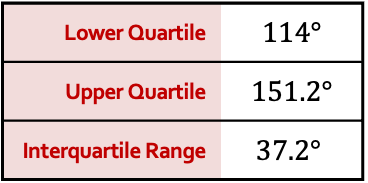 Lower Quartile 114°
Upper Quartile 151.2°
Interquartile Range 37.2°